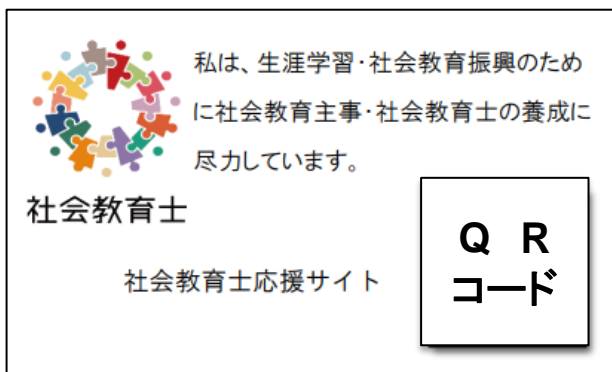 私は、生涯学習・社会教育振興のため
に社会教育主事・社会教育士の養成に
尽力しています。
社会教育士
社会教育士応援サイト
Q R
コード